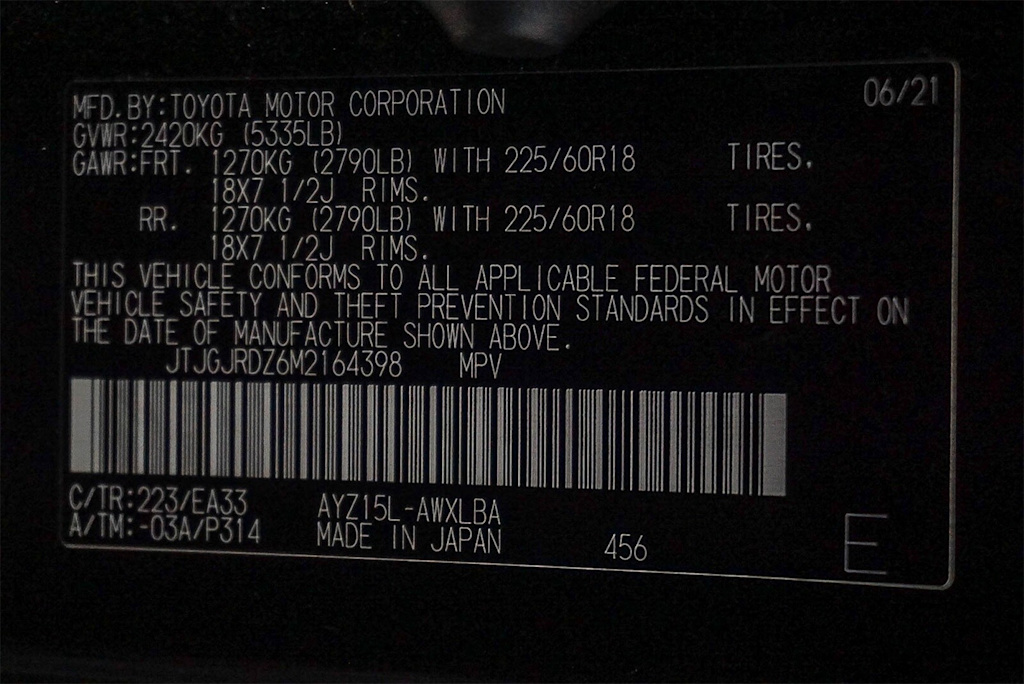 06/21
MFD.BY:TOYOTA MOTOR CORPORATION
GVWR:2420KG (5335LB)
GAWR:FRT. 1270KG (2790LB) WITH 225/60R18 TIRES.
18X7 1/2J RIMS.
RR. 1270KG (2790LB) WITH 225/60R18 TIRES.
18X7 1/2J RIMS.
THIS VEHICLE CONFORMS TO ALL APPLICABLE FEDERAL MOTOR
VEHICLE SAFETY AND THEFT PREVENTION STANDARDS IN EFFECT ON
THE DATE OF MANUFACTURE SHOWN ABOVE.
JTJGJRDZ6M2164398 MPV
C/TR:223/EA33 AYZ15L-AWXLBA
A/TM:-03A/P314 MADE IN JAPAN 456 E